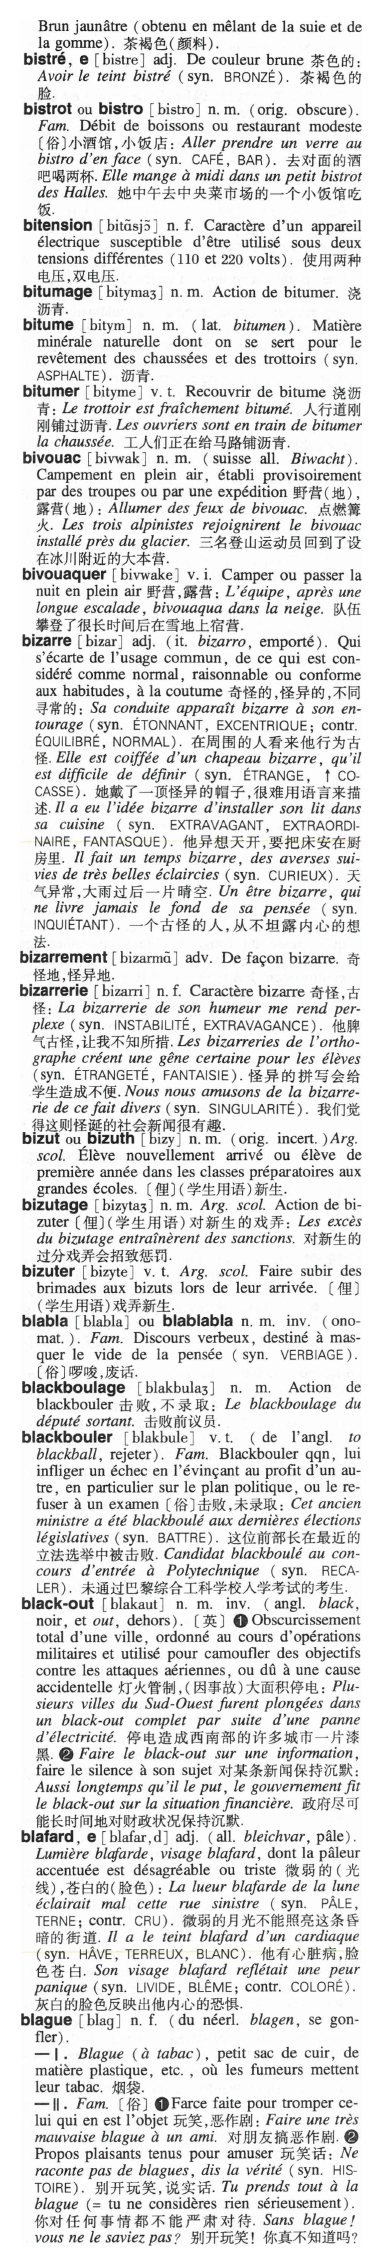 Brun jaunâtre (obtenu en mêlant de la suie et de
la gomme). 茶褐色(颜料).
bistré, e [bistre] adj. De couleur brune 茶色的:
Avoir le teint bistré (syn. BRONZÉ). 茶褐色的
脸.
bistrot ou bistro [bistro] n. m. (orig. obscure).
Fam. Débit de boissons ou restaurant modeste
[俗]小酒馆,小饭店: Aller prendre un verre au
bistro d'en face (syn. CAFÉ, BAR). 去对面的酒
吧喝两杯. Elle mange à midi dans un petit bistrot
des Halles. 她中午去中央菜市场的一个小饭馆吃
饭.
bitension [bitɑ̃sjɔ̃] n. f. Caractère d'un appareil
électrique susceptible d'être utilisé sous deux
tensions différentes (110 et 220 volts). 使用两种
电压,双电压.
bitumage [bitymaʒ] n. m. Action de bitumer. 浇
沥青.
bitume [bitym] n. m. (lat. bitumen). Matière
minérale naturelle dont on se sert pour le
revêtement des chaussées et des trottoirs (syn.
ASPHALTE). 沥青.
bitumer [bityme] v. t. Recouvrir de bitume 浇沥
青: Le trottoir est fraîchement bitumé. 人行道刚
刚铺过沥青. Les ouvriers sont en train de bitumer
la chaussée. 工人们正在给马路铺沥青.
bivouac [bivwak] n. m. (suisse all. Biwacht).
Campement en plein air, établi provisoirement
par des troupes ou par une expédition 野营(地),
露营(地): Allumer des feux de bivouac. 点燃篝
火. Les trois alpinistes rejoignirent le bivouac
installé près du glacier. 三名登山运动员回到了设
在冰川附近的大本营.
bivouaquer [bivwake] v. i. Camper ou passer la
nuit en plein air 野营,露营: L'équipe, après une
longue escalade, bivouaqua dans la neige. 队伍
攀登了很长时间后在雪地上宿营.
bizarre [bizar] adj. (it. bizarro, emporté). Qui
s'écarte de l'usage commun, de ce qui est con-
sidéré comme normal, raisonnable ou conforme
aux habitudes, à la coutume 奇怪的,怪异的,不同
寻常的: Sa conduite apparaît bizarre à son en-
tourage (syn. ÉTONNANT, EXCENTRIQUE; contr.
ÉQUILIBRÉ, NORMAL). 在周围的人看来他行为古
怪. Elle est coiffée d'un chapeau bizarre, qu'il
est difficile de définir (syn. ÉTRANGE, ↑ CO-
CASSE). 她戴了一顶怪异的帽子,很难用语言来描
述. Il a eu l'idée bizarre d'installer son lit dans
sa cuisine (syn. EXTRAVAGANT, EXTRAORDI-
NAIRE, FANTASQUE). 他异想天开,要把床安在厨
房里. Il fait un temps bizarre, des averses sui-
vies de très belles éclaircies (syn. CURIEUX). 天
气异常,大雨过后一片晴空. Un être bizarre, qui
ne livre jamais le fond de sa pensée (syn.
INQUIÉTANT). 一个古怪的人,从不坦露内心的想
法.
bizarrement [bizarmɑ̃] adv. De façon bizarre. 奇
怪地,怪异地.
bizarrerie [bizarri] n. f. Caractère bizarre 奇怪,古
怪: La bizarrerie de son humeur me rend per-
plexe (syn. INSTABILITÉ, EXTRAVAGANCE). 他脾
气古怪,让我不知所措. Les bizarreries de l'ortho-
graphe créent une gêne certaine pour les élèves
(syn. ÉTRANGETÉ, FANTAISIE). 怪异的拼写会给
学生造成不便. Nous nous amusons de la bizarre-
rie de ce fait divers (syn. SINGULARITÉ). 我们觉
得这则怪诞的社会新闻很有趣.
bizut ou bizuth [bizy] n. m. (orig. incert.) Arg.
scol. Élève nouvellement arrivé ou élève de
première année dans les classes préparatoires aux
grandes écoles. [俚](学生用语)新生.
bizutage [bizytaʒ] n. m. Arg. scol. Action de bi-
zuter [俚](学生用语)对新生的戏弄: Les excès
du bizutage entraînèrent des sanctions. 对新生的
过分戏弄会招致惩罚.
bizuter [bizyte] v. t. Arg. scol. Faire subir des
brimades aux bizuts lors de leur arrivée. [俚]
(学生用语)戏弄新生.
blabla [blabla] ou blablabla n. m. inv. (ono-
mat.). Fam. Discours verbeux, destiné à mas-
quer le vide de la pensée (syn. VERBIAGE).
[俗]啰唆,废话.
blackboulage [blakbulaʒ] n. m. Action de
blackbouler 击败,不录取: Le blackboulage du
député sortant. 击败前议员.
blackbouler [blakbule] v. t. (de l'angl. to
blackball, rejeter). Fam. Blackbouler qqn, lui
infliger un échec en l'évinçant au profit d'un au-
tre, en particulier sur le plan politique, ou le re-
fuser à un examen [俗]击败,未录取: Cet ancien
ministre a été blackboulé aux dernières élections
législatives (syn. BATTRE). 这位前部长在最近的
立法选举中被击败. Candidat blackboulé au con-
cours d'entrée à Polytechnique (syn. RECA-
LER). 未通过巴黎综合工科学校入学考试的考生.
black-out [blakaut] n. m. inv. (angl. black,
noir, et out, dehors). [英] ❶ Obscurcissement
total d'une ville, ordonné au cours d'opérations
militaires et utilisé pour camoufler des objectifs
contre les attaques aériennes, ou dû à une cause
accidentelle 灯火管制,(因事故)大面积停电: Plu-
sieurs villes du Sud-Ouest furent plongées dans
un black-out complet par suite d'une panne
d'électricité. 停电造成西南部的许多城市一片漆
黑. ❷ Faire le black-out sur une information,
faire le silence à son sujet 对某条新闻保持沉默:
Aussi longtemps qu'il le put, le gouvernement fit
le black-out sur la situation financière. 政府尽可
能长时间地对财政状况保持沉默.
blafard, e [blafar,d] adj. (all. bleichvar, pâle).
Lumière blafarde, visage blafard, dont la pâleur
accentuée est désagréable ou triste 微弱的(光
线),苍白的(脸色): La lueur blafarde de la lune
éclairait mal cette rue sinistre (syn. PÂLE,
TERNE; contr. CRU). 微弱的月光不能照亮这条昏
暗的街道. Il a le teint blafard d'un cardiaque
(syn. HÂVE, TERREUX, BLANC). 他有心脏病,脸
色苍白. Son visage blafard reflétait une peur
panique (syn. LIVIDE, BLÊME; contr. COLORÉ).
灰白的脸色反映出他内心的恐惧.
blague [blag] n. f. (du néerl. blagen, se gon-
fler).
—Ⅰ. Blague (à tabac), petit sac de cuir, de
matière plastique, etc., où les fumeurs mettent
leur tabac. 烟袋.
—Ⅱ. Fam. [俗] ❶ Farce faite pour tromper ce-
lui qui en est l'objet 玩笑,恶作剧: Faire une très
mauvaise blague à un ami. 对朋友搞恶作剧. ❷
Propos plaisants tenus pour amuser 玩笑话: Ne
raconte pas de blagues, dis la vérité (syn. HIS-
TOIRE). 别开玩笑,说实话. Tu prends tout à la
blague (= tu ne considères rien sérieusement).
你对任何事情都不能严肃对待. Sans blague!
vous ne le saviez pas? 别开玩笑! 你真不知道吗?